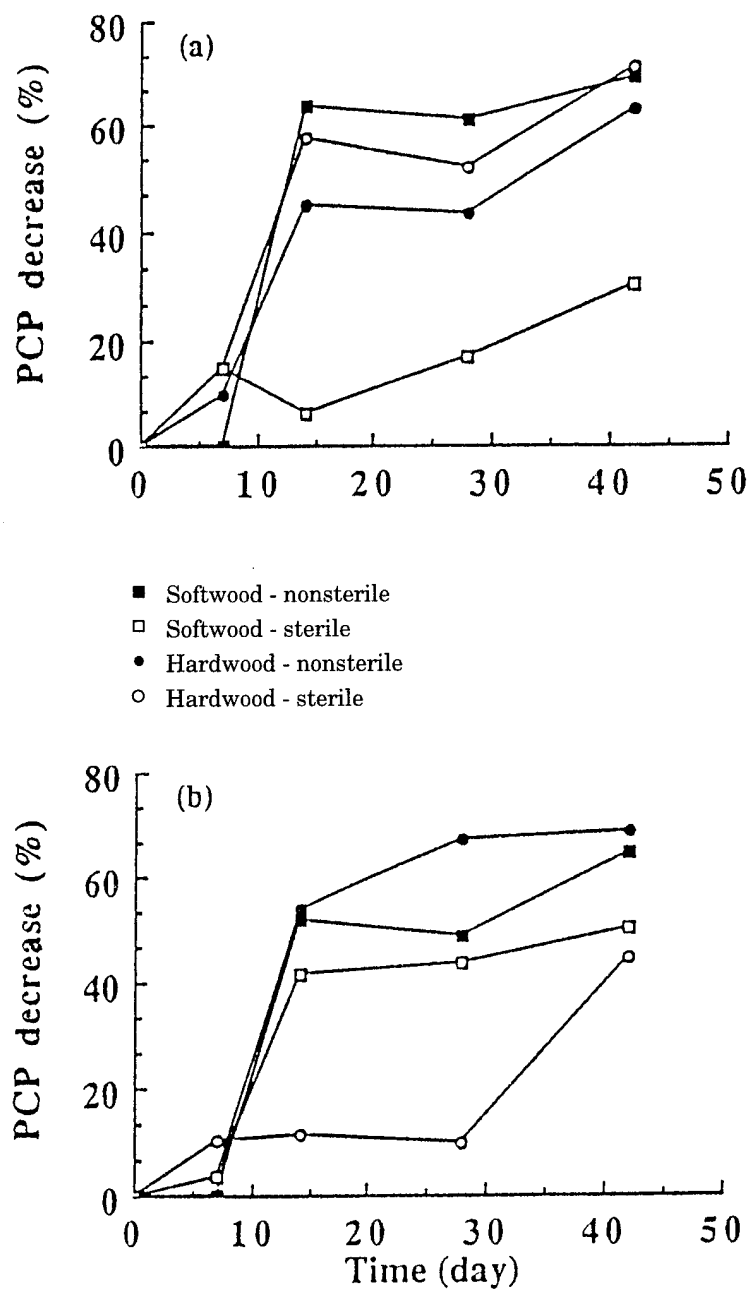 80
(a)
60
40
20
0
PCP decrease (%)
0 10 20 30 40 50
Softwood - nonsterile
Softwood - sterile
Hardwood - nonsterile
Hardwood - sterile
80
(b)
60
40
20
0
PCP decrease (%)
0 10 20 30 40 50
Time (day)